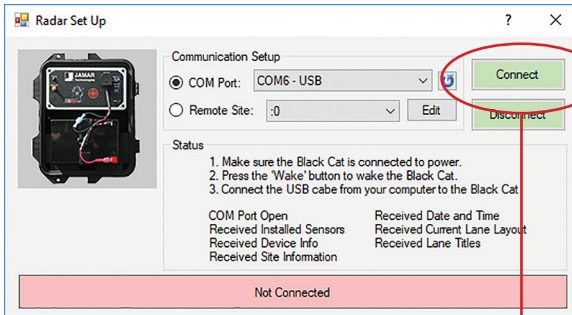 Radar Set Up
?
JAMAR
Technologies
Communication Setup
COM Port: COM6 - USB
Connect
Remote Site: :0 Edit
Disconnect
Status
1. Make sure the Black Cat is connected to power.
2. Press the 'Wake' button to wake the Black Cat.
3. Connect the USB cabe from your computer to the Black Cat.
COM Port Open Received Date and Time
Received Installed Sensors Received Current Lane Layout
Received Device Info Received Lane Titles
Received Site Information
Not Connected